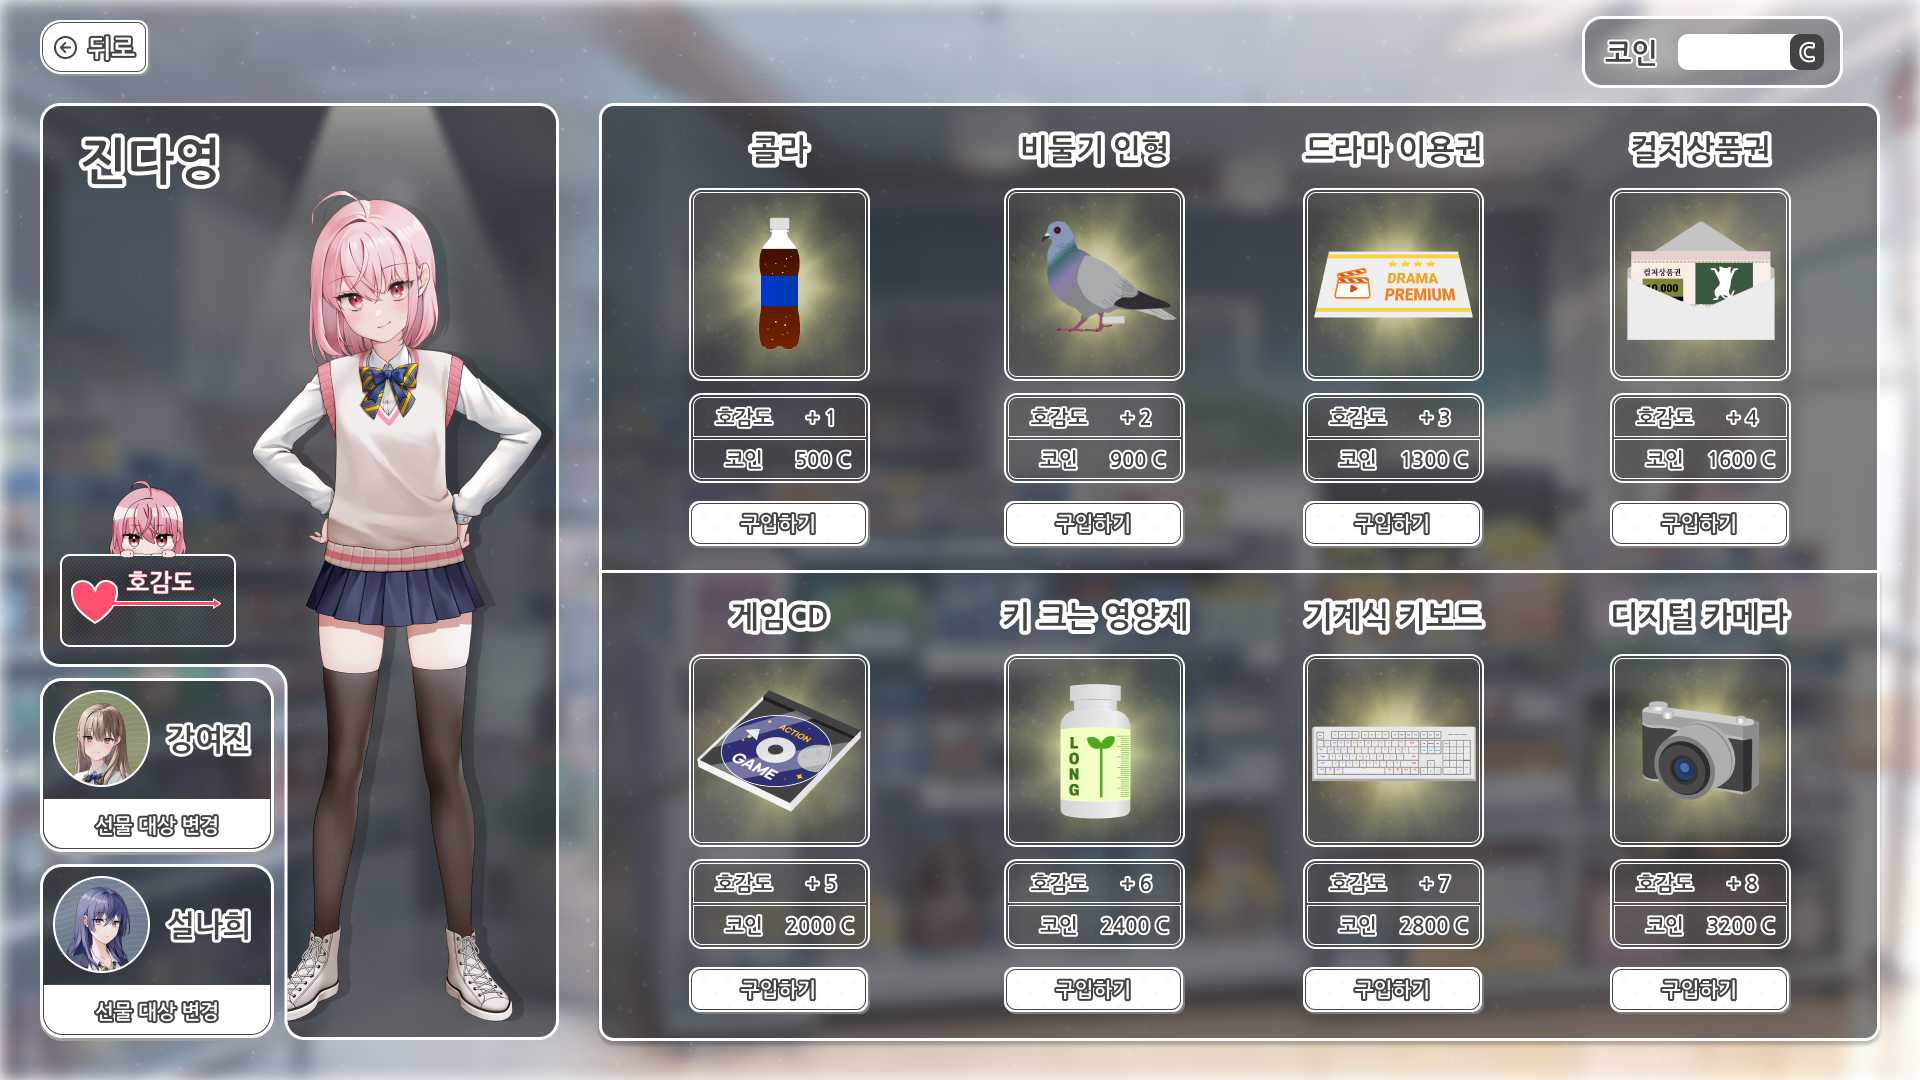 뒤로
코인 C
진다영
호감도
강여진
선물 대상 변경
설나희
선물 대상 변경
콜라
호감도 + 1
코인 500 C
구입하기
비둘기 인형
호감도 + 2
코인 900 C
구입하기
드라마 이용권
DRAMA
PREMIUM
호감도 + 3
코인 1300 C
구입하기
컬처상품권
컬처상품권
10,000
호감도 + 4
코인 1600 C
구입하기
게임CD
ACTION
GAME
호감도 + 5
코인 2000 C
구입하기
키 크는 영양제
LONG
호감도 + 6
코인 2400 C
구입하기
기계식 키보드
호감도 + 7
코인 2800 C
구입하기
디지털 카메라
호감도 + 8
코인 3200 C
구입하기